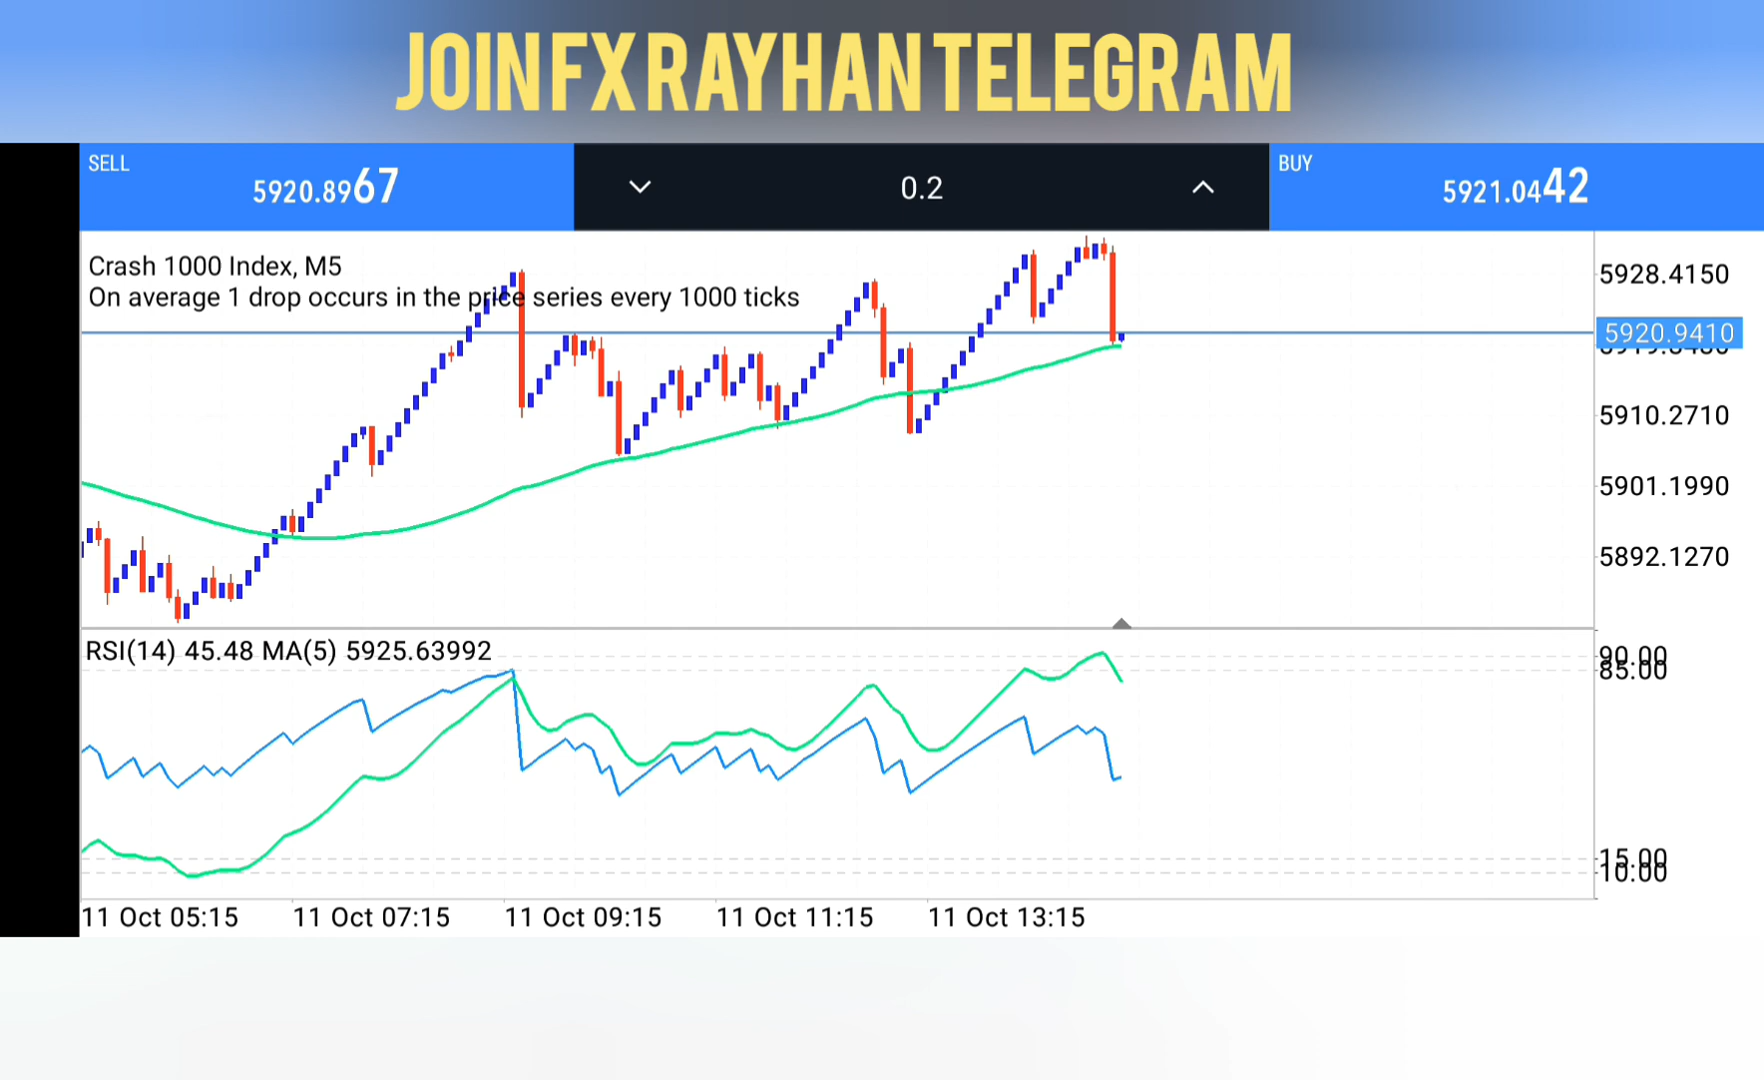 JOIN FX RAYHAN TELEGRAM
SELL
5920.8967
0.2
BUY
5921.0442
Crash 1000 Index, M5
On average 1 drop occurs in the price series every 1000 ticks
5928.4150
5920.9410
5910.2710
5901.1990
5892.1270
RSI(14) 45.48 MA(5) 5925.63992
90.00
85.00
15.00
10.00
11 Oct 05:15
11 Oct 07:15
11 Oct 09:15
11 Oct 11:15
11 Oct 13:15